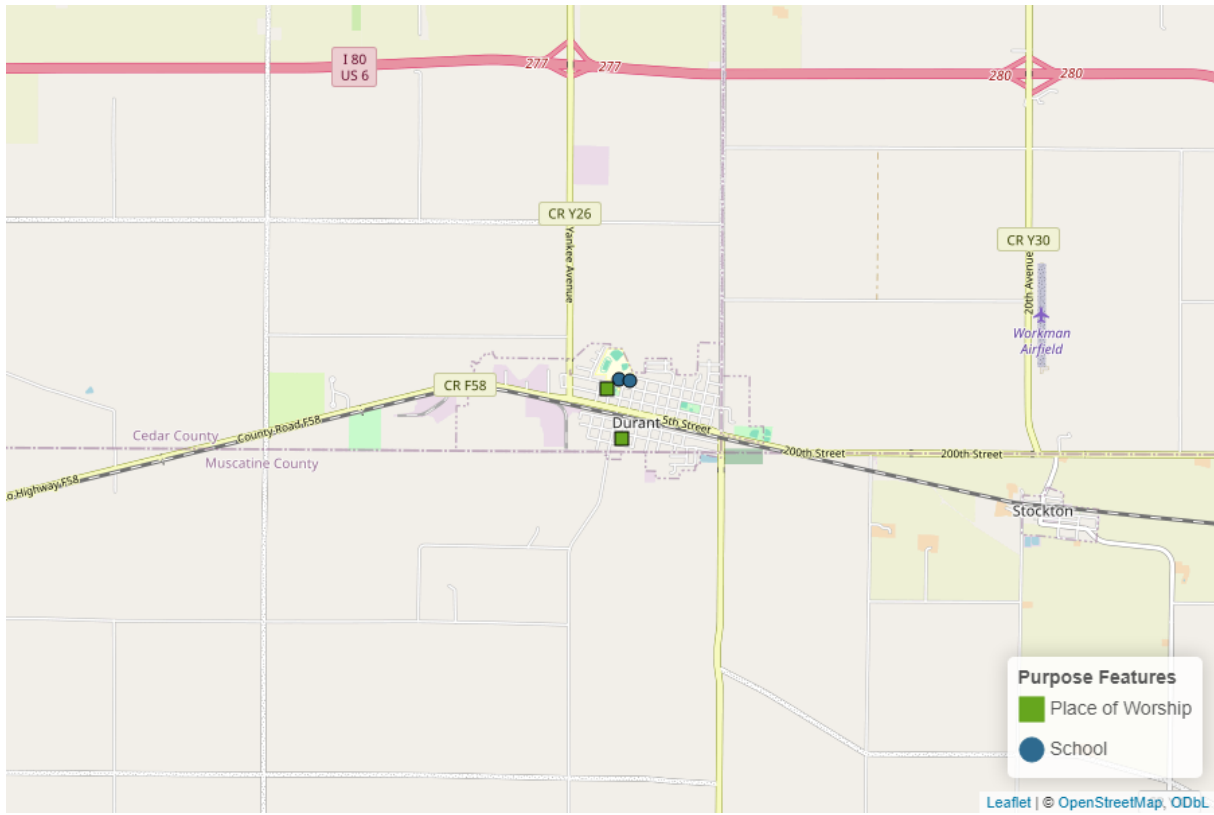 I 80
US 6
277
277
280
280
CR Y26
Yankee Avenue
CR Y30
20th Avenue
Workman
Airfield
CR F58
Durant
5th Street
Cedar County
County Road F58
Muscatine County
200th Street
200th Street
Highway F58
Stockton
Purpose Features
Place of Worship
School
Leaflet | © OpenStreetMap, ODbL